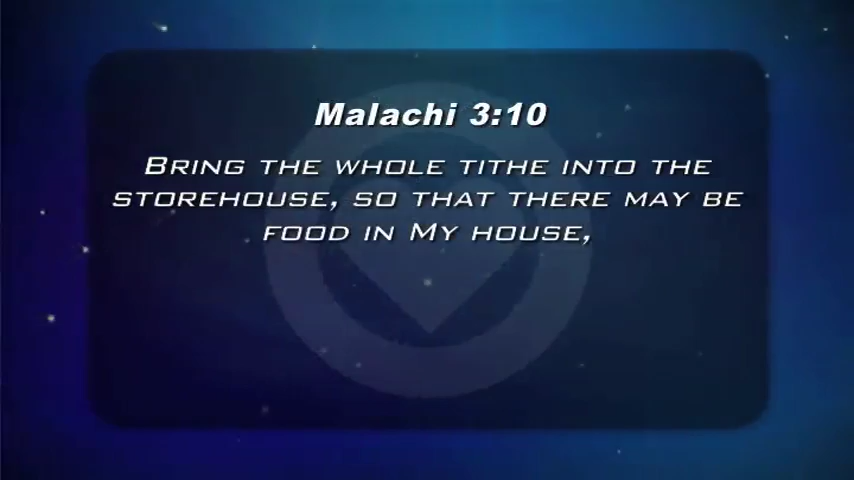 Malachi 3:10
BRING THE WHOLE TITHE INTO THE
STOREHOUSE, SO THAT THERE MAY BE
FOOD IN MY HOUSE,